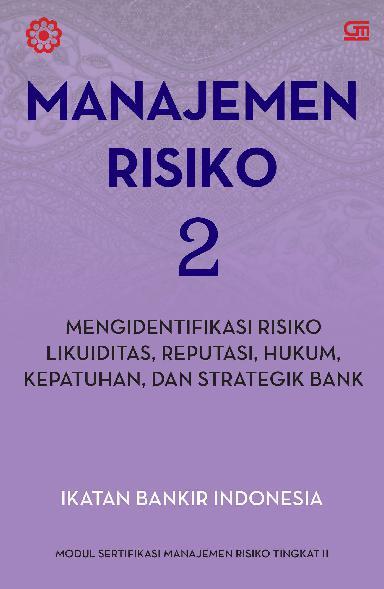 GM
MANAJEMEN
RISIKO
2
MENGIDENTIFIKASI RISIKO
LIKUIDITAS, REPUTASI, HUKUM,
KEPATUHAN, DAN STRATEGIK BANK
IKATAN BANKIR INDONESIA
MODUL SERTIFIKASI MANAJEMEN RISIKO TINGKAT II